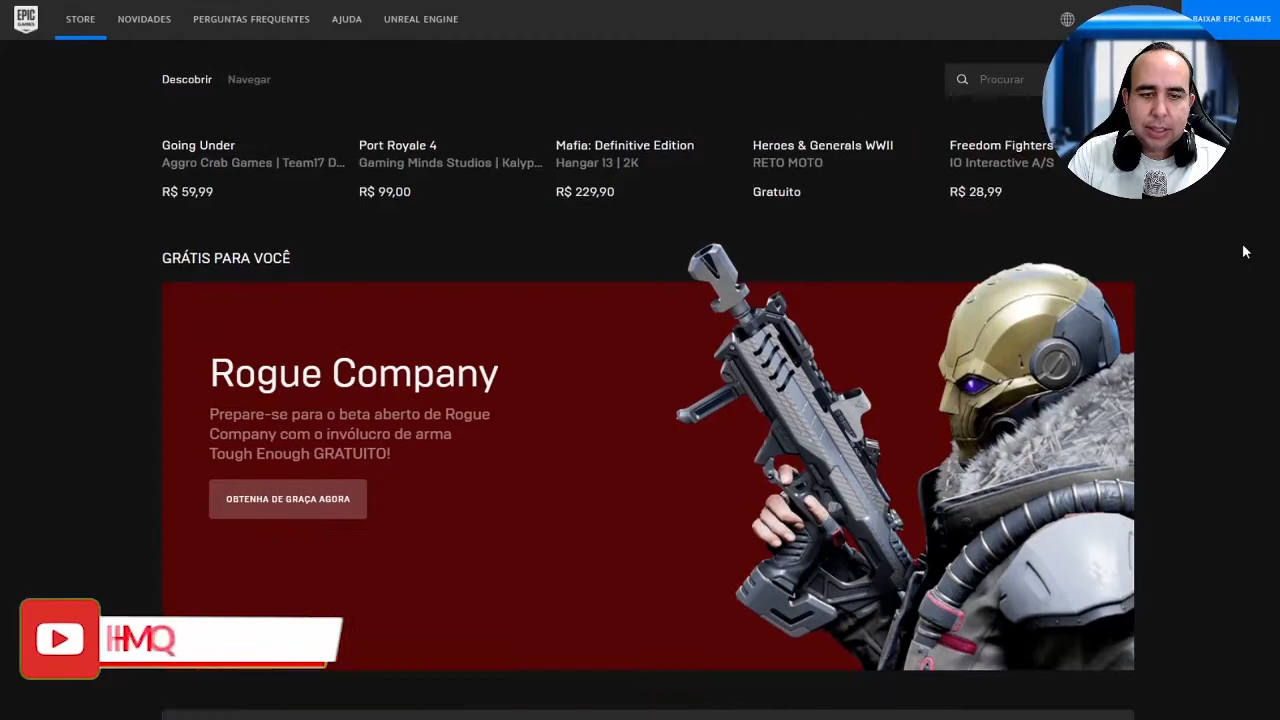 EPIC
GAMES
STORE
NOVIDADES
PERGUNTAS FREQUENTES
AJUDA
UNREAL ENGINE
BAIXAR EPIC GAMES
Descobrir
Navegar
Procurar
Going Under
Aggro Crab Games | Team17 D...
R$ 59,99
Port Royale 4
Gaming Minds Studios | Kalyp...
R$ 99,00
Mafia: Definitive Edition
Hangar 13 | 2K
R$ 229,90
Heroes & Generals WWII
RETO MOTO
Gratuito
Freedom Fighters
IO Interactive A/S
R$ 28,99
GRÁTIS PARA VOCÊ
Rogue Company
Prepare-se para o beta aberto de Rogue
Company com o invólucro de arma
Tough Enough GRATUITO!
OBTENHA DE GRAÇA AGORA